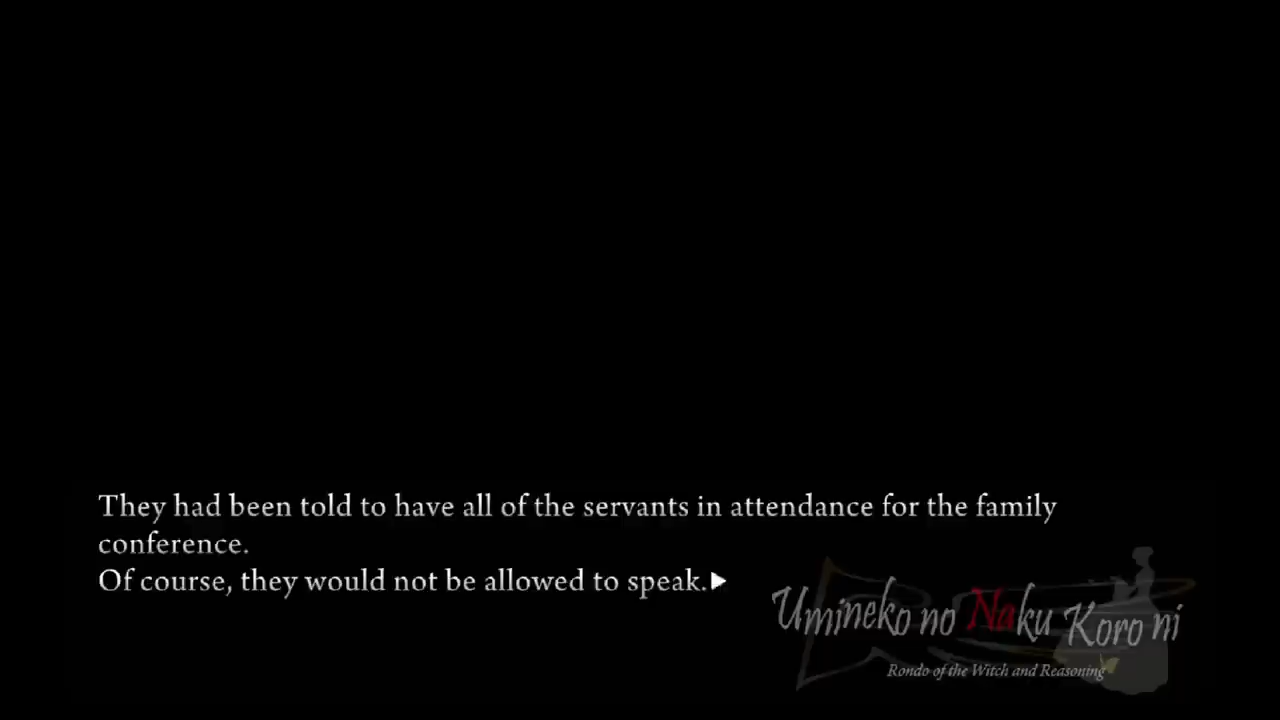 They had been told to have all of the servants in attendance for the family
conference.
Of course, they would not be allowed to speak.
Umineko no Naku Koro ni
Rondo of the Witch and Reasoning